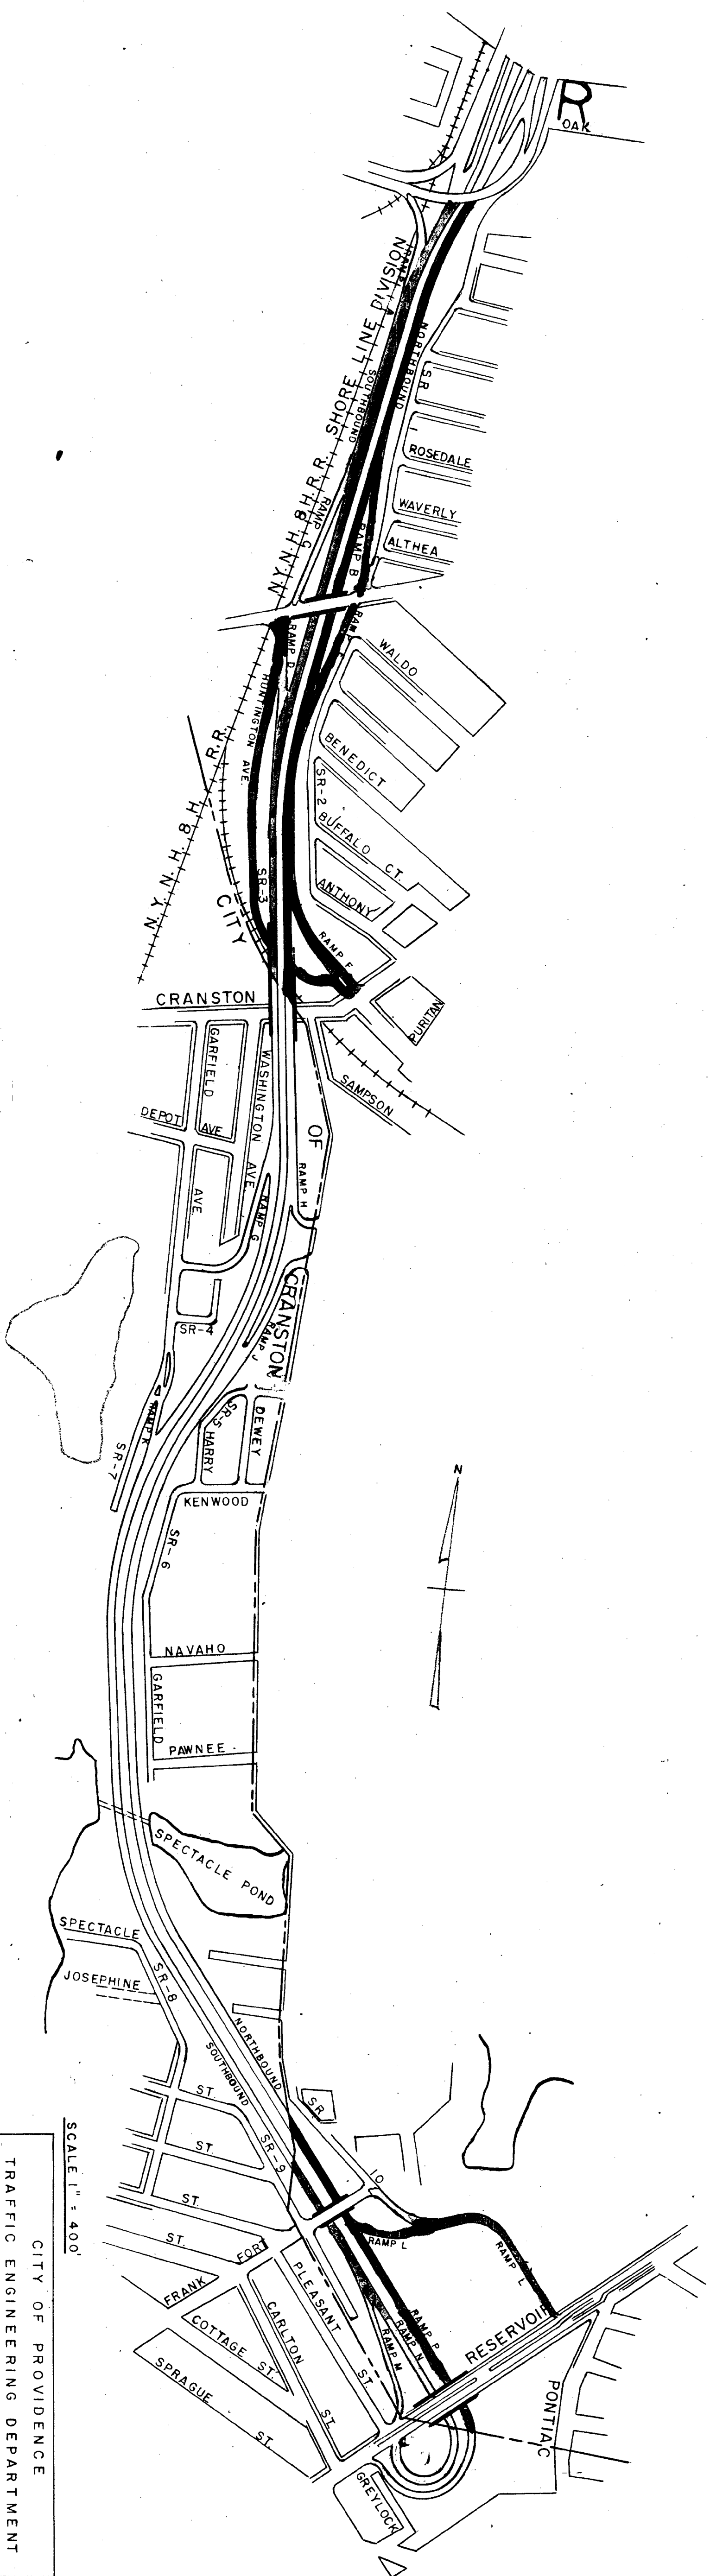 R
OAK
SHORE LINE DIVISION
RAMP A
NORTHBOUND
SR 1
SOUTHBOUND
ROSEDALE
WAVERLY
ALTHEA
RAMP C
RAMP B
N.Y. N.H. & H. R.R.
RAMP
RAMP D
WALDO
HUNTINGTON AVE.
BENEDICT
SR-2
BUFFALO CT.
N.Y. N.H. & H. R.R.
SR-3
ANTHONY
CITY
RAMP F
PURITAN
CRANSTON
SAMPSON
GARFIELD
WASHINGTON AVE.
DEPOT AVE
OF
RAMP H
AVE.
RAMP G
CRANSTON
RAMP J
SR-4
RAMP K
SR-5
HARRY
DEWEY
SR-7
KENWOOD
N
SR-6
NAVAHO
GARFIELD
PAWNEE
SPECTACLE POND
SPECTACLE
JOSEPHINE
SR-8
NORTHBOUND
SOUTHBOUND
SR
10
ST.
SR-9
ST.
ST.
ST.
RAMP L
RAMP L
FORT
FRANK
PLEASANT ST.
COTTAGE ST.
CARLTON ST.
SPRAGUE ST.
RAMP M
RAMP N
RAMP P
RESERVOIR
PONTIAC
GREYLOCK
SCALE 1" = 400'
CITY OF PROVIDENCE
TRAFFIC ENGINEERING DEPARTMENT